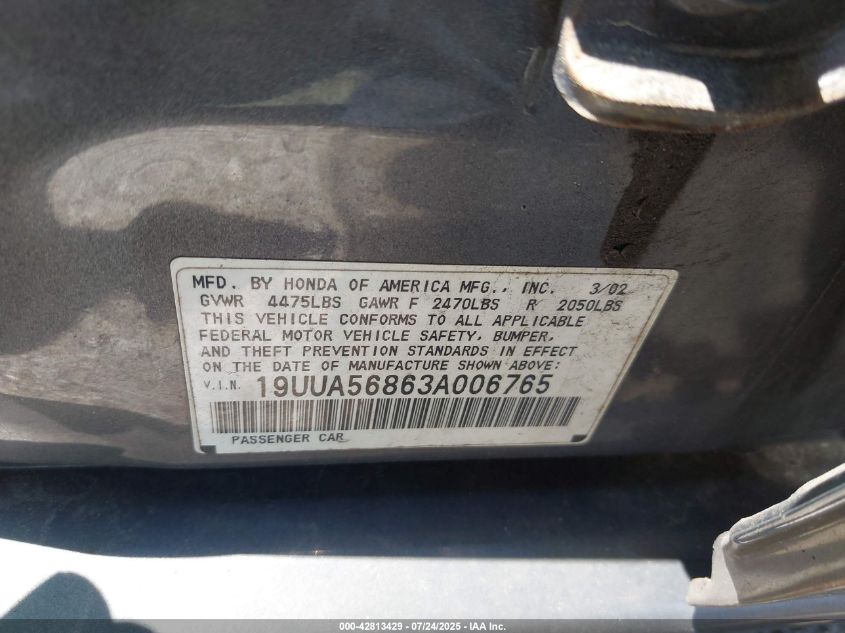 MFD. BY HONDA OF AMERICA MFG., INC. 3/02
GVWR 4475LBS GAWR F 2470LBS R 2050LBS
THIS VEHICLE CONFORMS TO ALL APPLICABLE
FEDERAL MOTOR VEHICLE SAFETY, BUMPER,
AND THEFT PREVENTION STANDARDS IN EFFECT
ON THE DATE OF MANUFACTURE SHOWN ABOVE:
V.I.N. 19UUA56863A006765
PASSENGER CAR
000-42813429 - 07/24/2025 - IAA Inc.